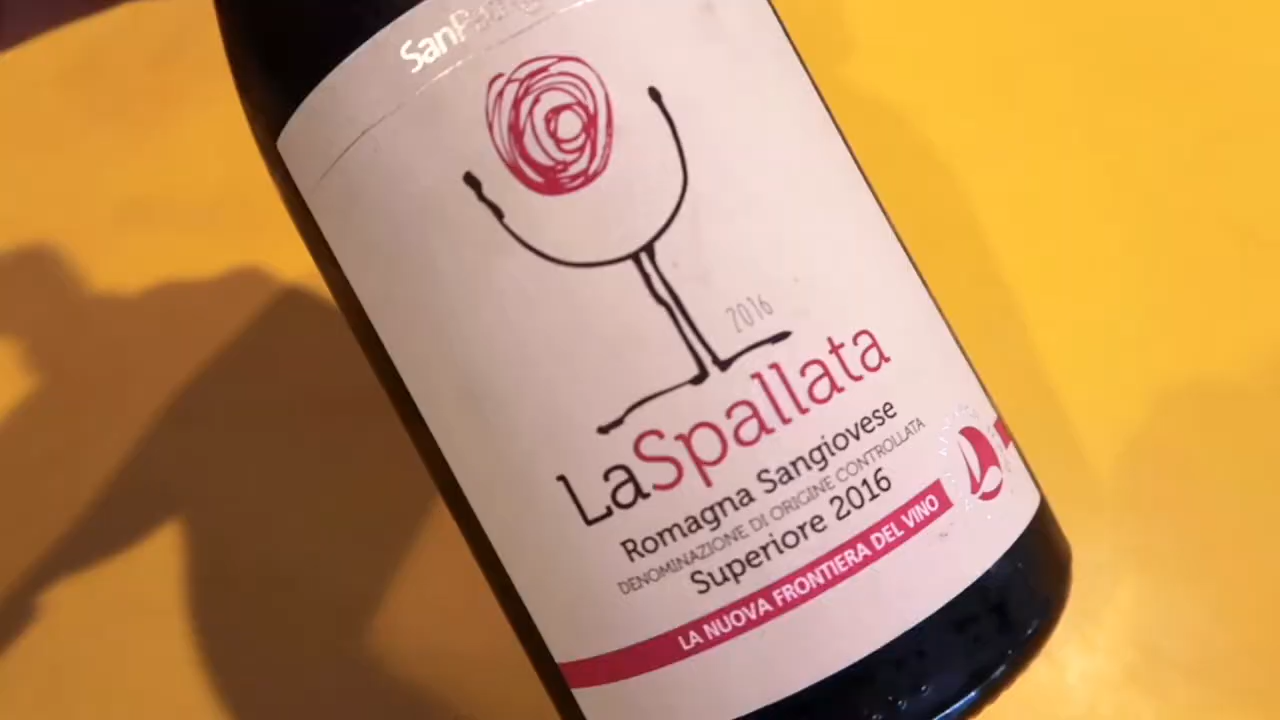 2016
LaSpallata
Romagna Sangiovese
DENOMINAZIONE DI ORIGINE CONTROLLATA
Superiore 2016
LA NUOVA FRONTIERA DEL VINO